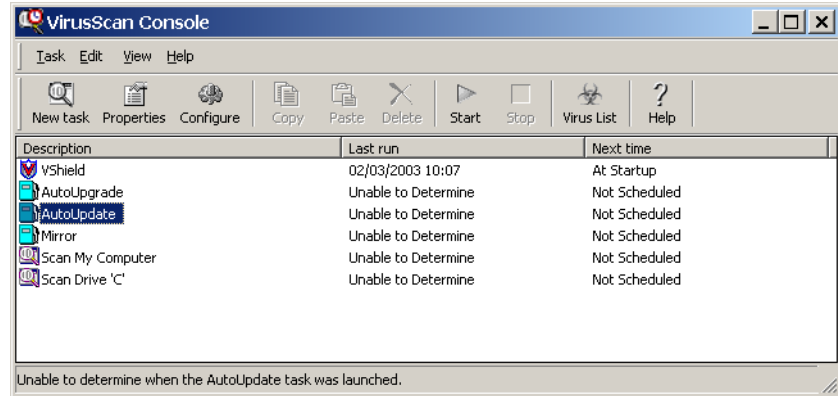 VirusScan Console
Task Edit View Help
New task Properties Configure Copy Paste Delete Start Stop Virus List Help
Description Last run Next time
VShield 02/03/2003 10:07 At Startup
AutoUpgrade Unable to Determine Not Scheduled
AutoUpdate Unable to Determine Not Scheduled
Mirror Unable to Determine Not Scheduled
Scan My Computer Unable to Determine Not Scheduled
Scan Drive 'C' Unable to Determine Not Scheduled
Unable to determine when the AutoUpdate task was launched.